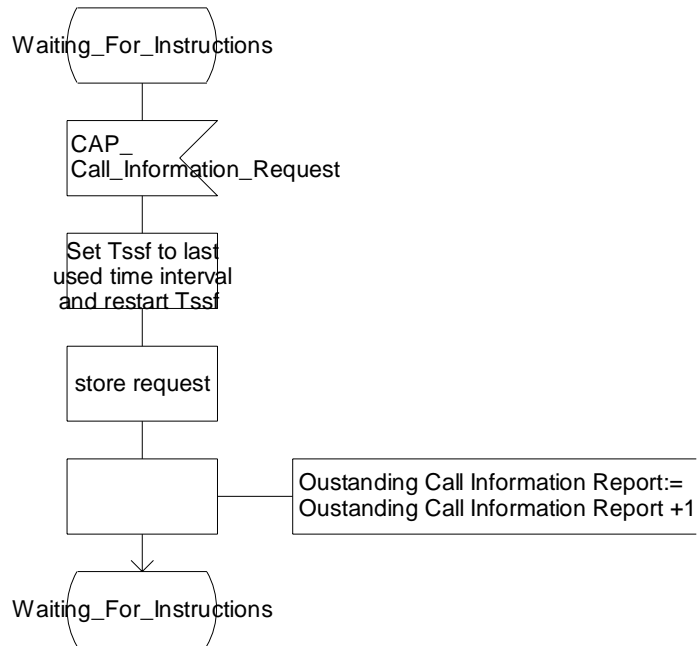 Waiting_For_Instructions
CAP_
Call_Information_Request
Set Tssf to last
used time interval
and restart Tssf
store request
Oustanding Call Information Report:=
Oustanding Call Information Report +1
Waiting_For_Instructions